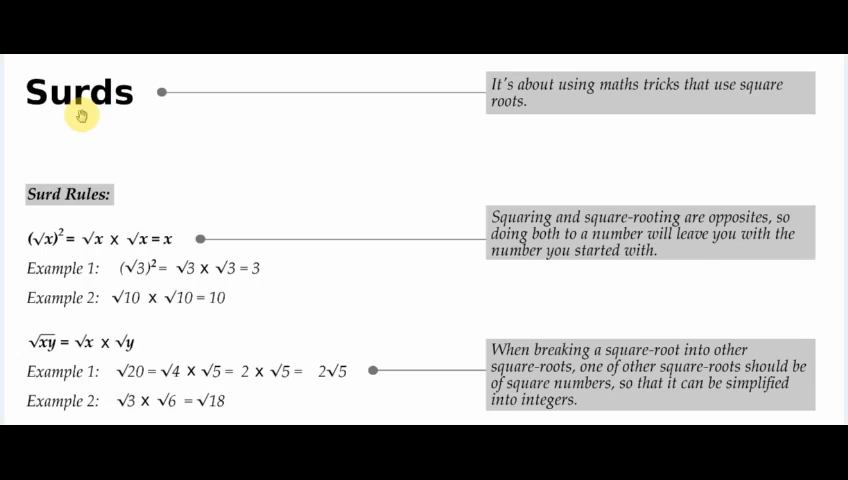 Surds
It's about using maths tricks that use square
roots.
Surd Rules:
(√x)² = √x x √x = x
Squaring and square-rooting are opposites, so
doing both to a number will leave you with the
number you started with.
Example 1: (√3)² = √3 x √3 = 3
Example 2: √10 x √10 = 10
√xy = √x x √y
Example 1: √20 = √4 x √5 = 2 x √5 = 2√5
Example 2: √3 x √6 = √18
When breaking a square-root into other
square-roots, one of other square-roots should be
of square numbers, so that it can be simplified
into integers.